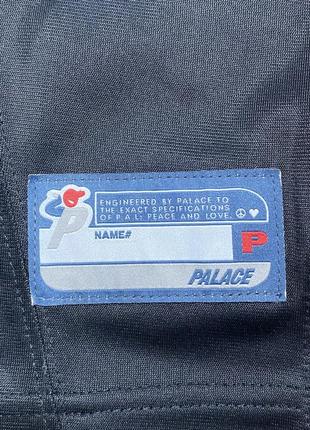 ENGINEERED BY PALACE TO
THE EXACT SPECIFICATIONS
OF P.A.L: PEACE AND LOVE.
P
NAME#
P
PALACE